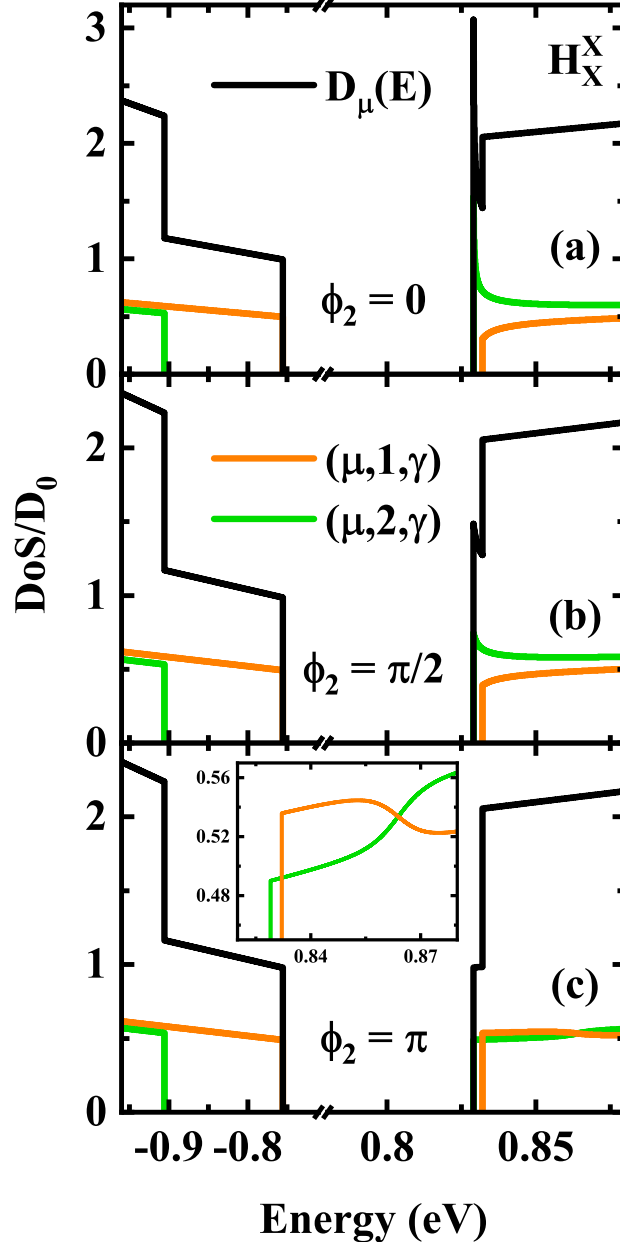 3
D_μ(E)
H_X^X
2
(a)
1
ϕ_2 = 0
0
2
(μ,1,γ)
(μ,2,γ)
DoS/D_0
1
(b)
ϕ_2 = π/2
0
0.56
2
0.52
0.48
0.84 0.87
1
(c)
ϕ_2 = π
0
-0.9 -0.8 0.8 0.85
Energy (eV)